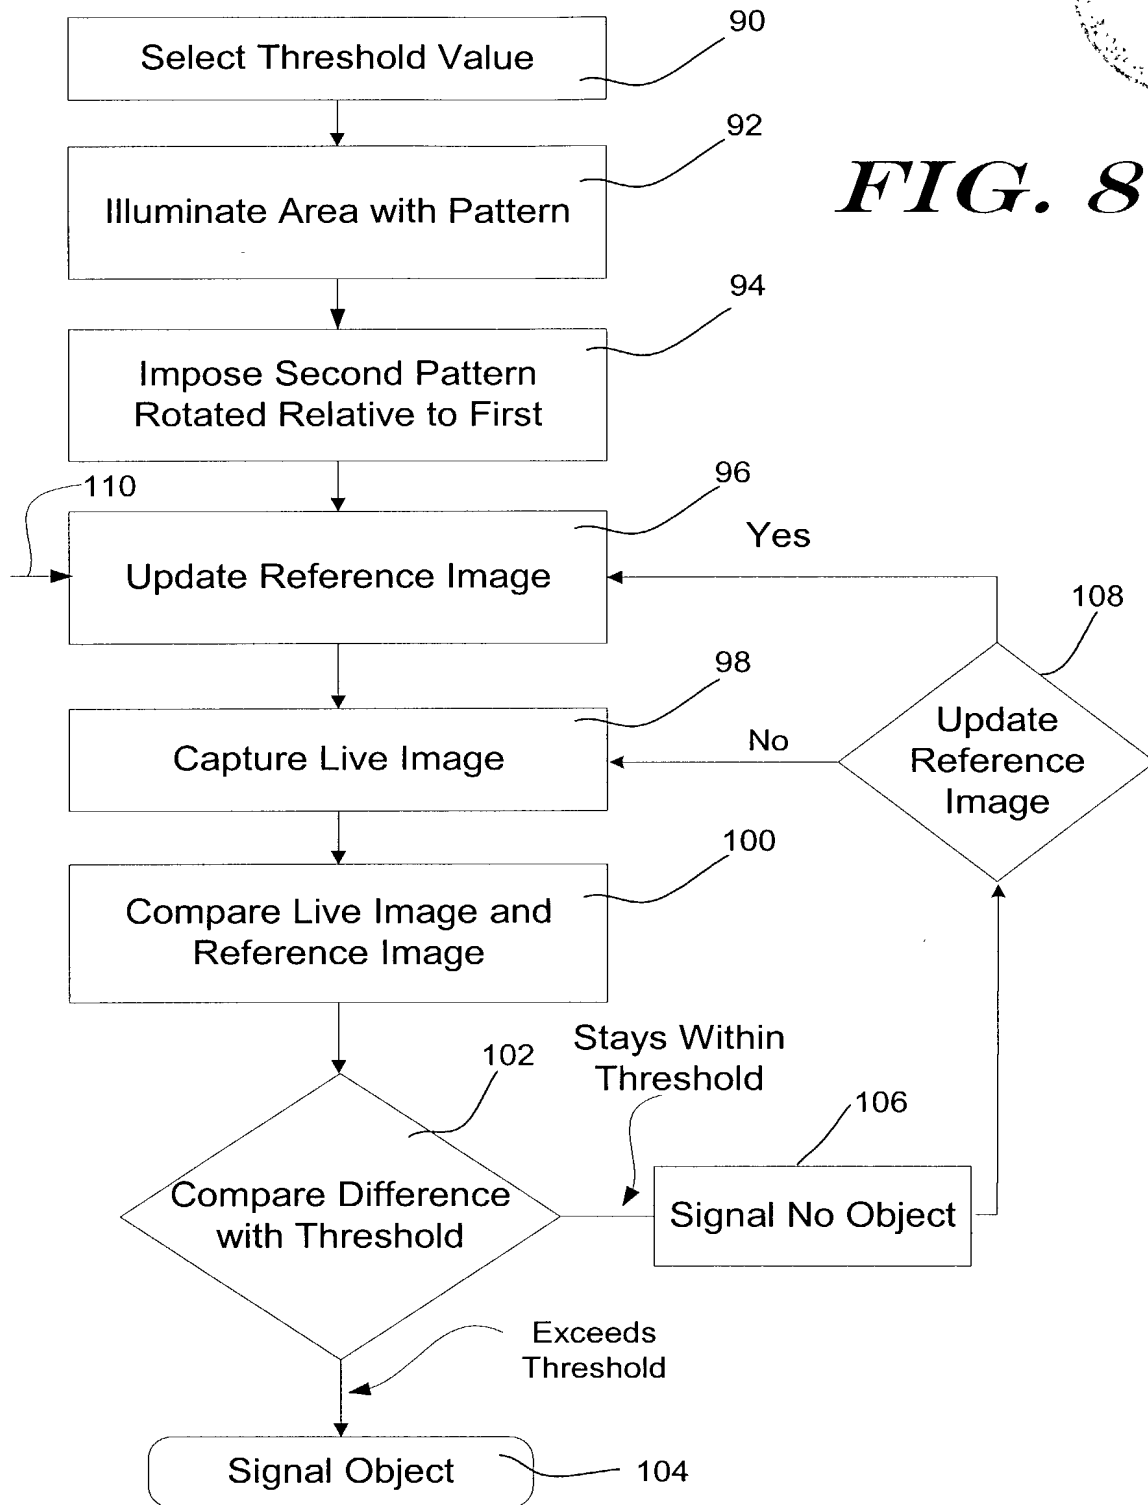 90
Select Threshold Value
92
FIG. 8
Illuminate Area with Pattern
94
Impose Second Pattern
Rotated Relative to First
110
96
Yes
Update Reference Image
108
98
Update
Reference
Image
No
Capture Live Image
100
Compare Live Image and
Reference Image
Stays Within
Threshold
102
106
Compare Difference
with Threshold
Signal No Object
Exceeds
Threshold
Signal Object
104